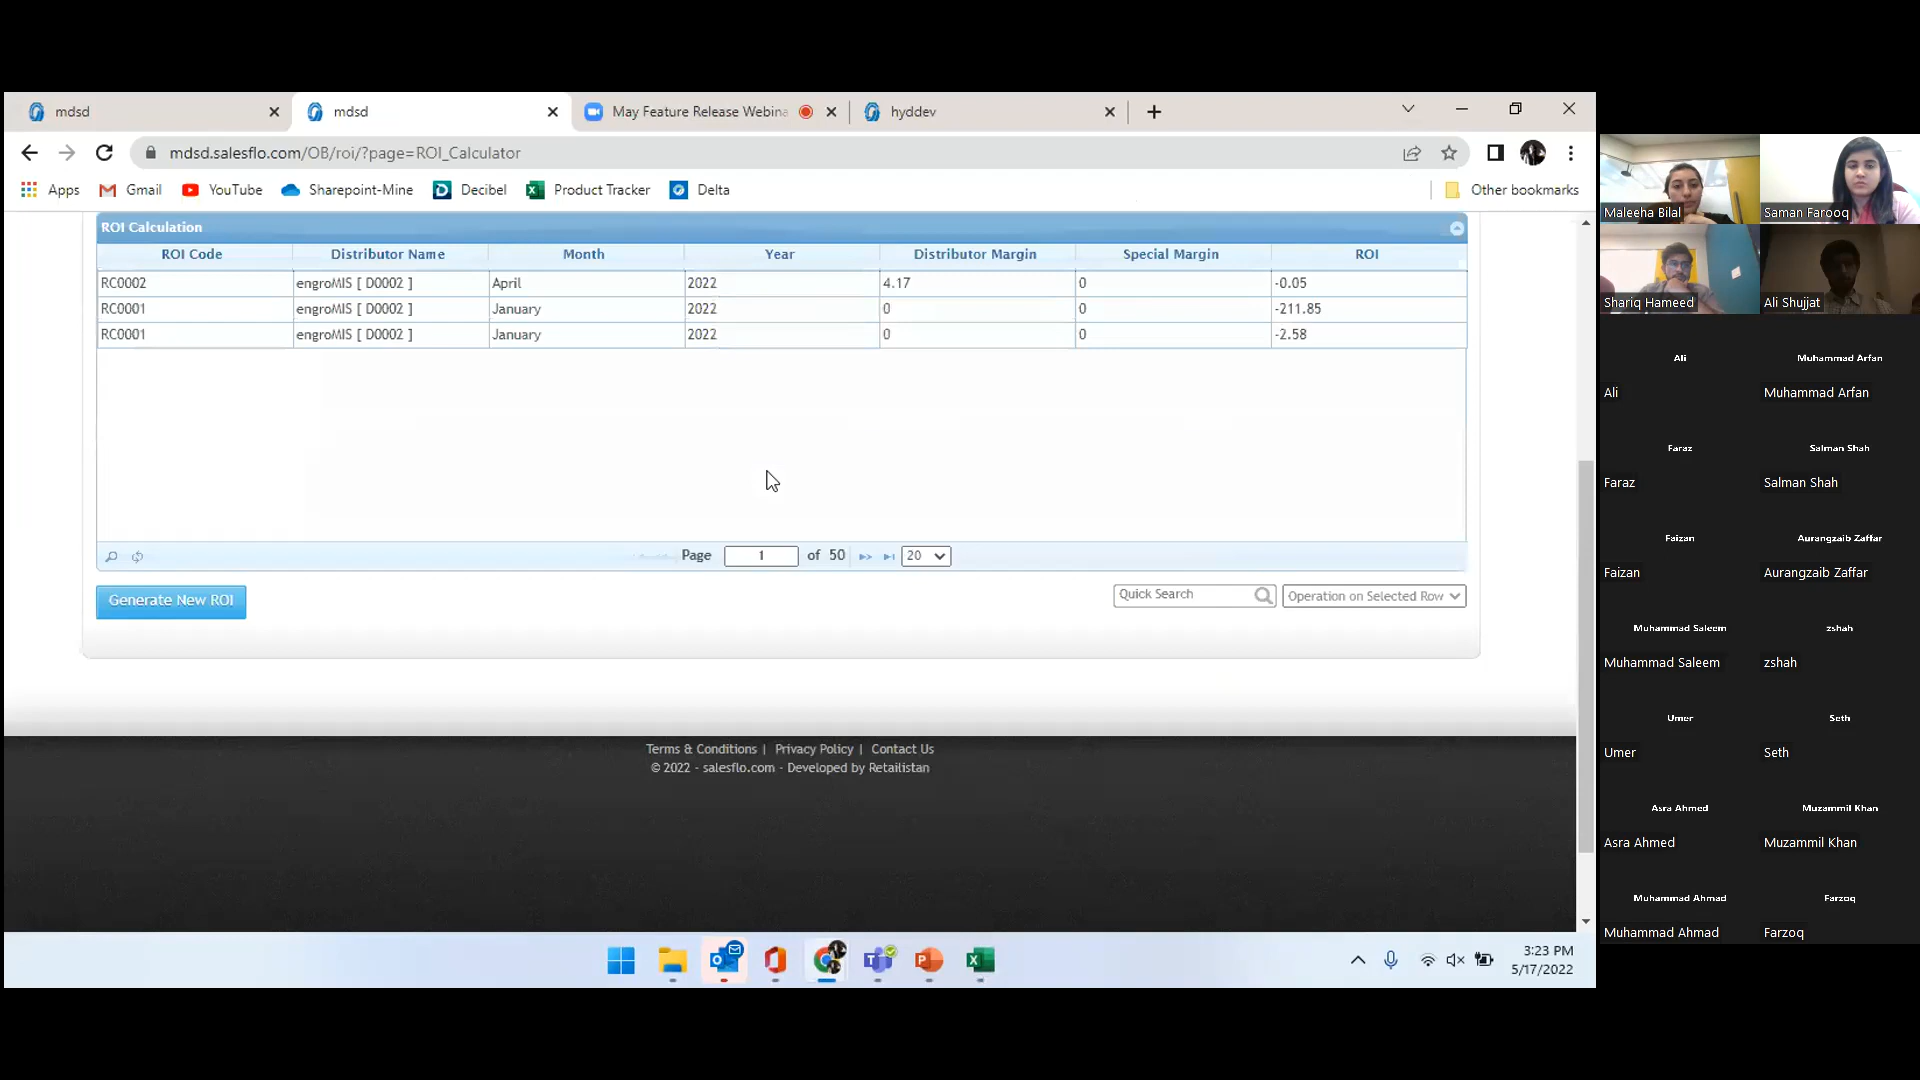 mdsd
mdsd
May Feature Release Webina
hyddev
mdsd.salesflo.com/OB/roi/?page=ROI_Calculator
Apps
Gmail
YouTube
Sharepoint-Mine
Decibel
Product Tracker
Delta
Other bookmarks
ROI Calculation
ROI Code Distributor Name Month Year Distributor Margin Special Margin ROI
RC0002 engroMIS [ D0002 ] April 2022 4.17 0 -0.05
RC0001 engroMIS [ D0002 ] January 2022 0 0 -211.85
RC0001 engroMIS [ D0002 ] January 2022 0 0 -2.58
Page 1 of 50 20
Generate New ROI
Quick Search
Operation on Selected Row
Terms & Conditions | Privacy Policy | Contact Us
© 2022 - salesflo.com - Developed by Retailistan
3:23 PM
5/17/2022
Maleeha Bilal
Saman Farooq
Shariq Hameed
Ali Shujjat
Ali
Muhammad Arfan
Ali
Muhammad Arfan
Faraz
Salman Shah
Faraz
Salman Shah
Faizan
Aurangzaib Zaffar
Faizan
Aurangzaib Zaffar
Muhammad Saleem
zshah
Muhammad Saleem
zshah
Umer
Seth
Umer
Seth
Asra Ahmed
Muzammil Khan
Asra Ahmed
Muzammil Khan
Muhammad Ahmad
Farzoq
Muhammad Ahmad
Farzoq